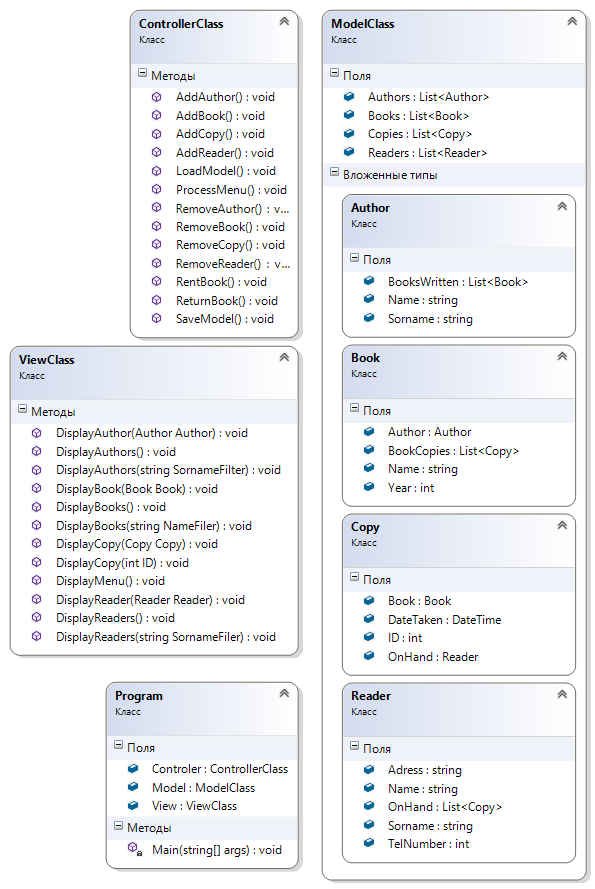 ControllerClass
Класс
Методы
AddAuthor() : void
AddBook() : void
AddCopy() : void
AddReader() : void
LoadModel() : void
ProcessMenu() : void
RemoveAuthor() : v...
RemoveBook() : void
RemoveCopy() : void
RemoveReader() : v...
RentBook() : void
ReturnBook() : void
SaveModel() : void
ViewClass
Класс
Методы
DisplayAuthor(Author Author) : void
DisplayAuthors() : void
DisplayAuthors(string SornameFilter) : void
DisplayBook(Book Book) : void
DisplayBooks() : void
DisplayBooks(string NameFiler) : void
DisplayCopy(Copy Copy) : void
DisplayCopy(int ID) : void
DisplayMenu() : void
DisplayReader(Reader Reader) : void
DisplayReaders() : void
DisplayReaders(string SornameFiler) : void
Program
Класс
Поля
Controler : ControllerClass
Model : ModelClass
View : ViewClass
Методы
Main(string[] args) : void
ModelClass
Класс
Поля
Authors : List<Author>
Books : List<Book>
Copies : List<Copy>
Readers : List<Reader>
Вложенные типы
Author
Класс
Поля
BooksWritten : List<Book>
Name : string
Sorname : string
Book
Класс
Поля
Author : Author
BookCopies : List<Copy>
Name : string
Year : int
Copy
Класс
Поля
Book : Book
DateTaken : DateTime
ID : int
OnHand : Reader
Reader
Класс
Поля
Adress : string
Name : string
OnHand : List<Copy>
Sorname : string
TelNumber : int